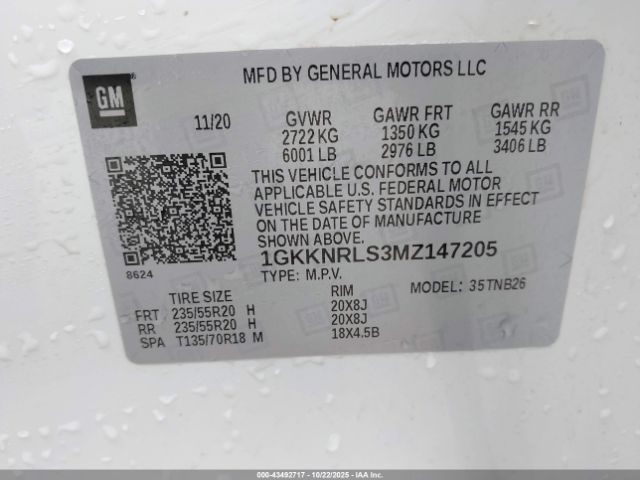 GM
MFD BY GENERAL MOTORS LLC
11/20 GVWR GAWR FRT GAWR RR
2722 KG 1350 KG 1545 KG
6001 LB 2976 LB 3406 LB
THIS VEHICLE CONFORMS TO ALL
APPLICABLE U.S. FEDERAL MOTOR
VEHICLE SAFETY STANDARDS IN EFFECT
ON THE DATE OF MANUFACTURE
SHOWN ABOVE.
8624
1GKKNRLS3MZ147205
TYPE: M.P.V. MODEL: 35TNB26
TIRE SIZE RIM
FRT 235/55R20 H 20X8J
RR 235/55R20 H 20X8J
SPA T135/70R18 M 18X4.5B
000-43492717 - 10/22/2025 - IAAI.COM